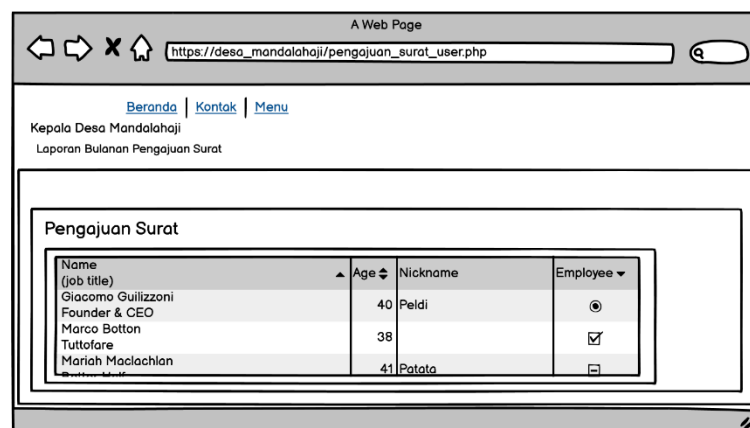 A Web Page
https://desa_mandalahaji/pengajuan_surat_user.php
Beranda | Kontak | Menu
Kepala Desa Mandalahaji
Laporan Bulanan Pengajuan Surat
Pengajuan Surat
Name
(job title) Age Nickname Employee
Giacomo Guilizzoni
Founder & CEO 40 Peldi
Marco Botton
Tuttofare 38
Mariah Maclachlan
41 Patata